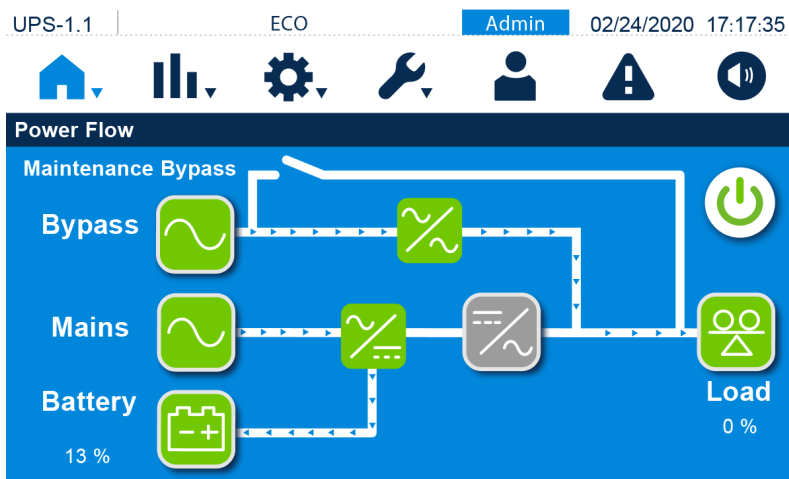 UPS-1.1 ECO Admin 02/24/2020 17:17:35
Power Flow
Maintenance Bypass
Bypass
Mains
Battery
13 %
Load
0 %